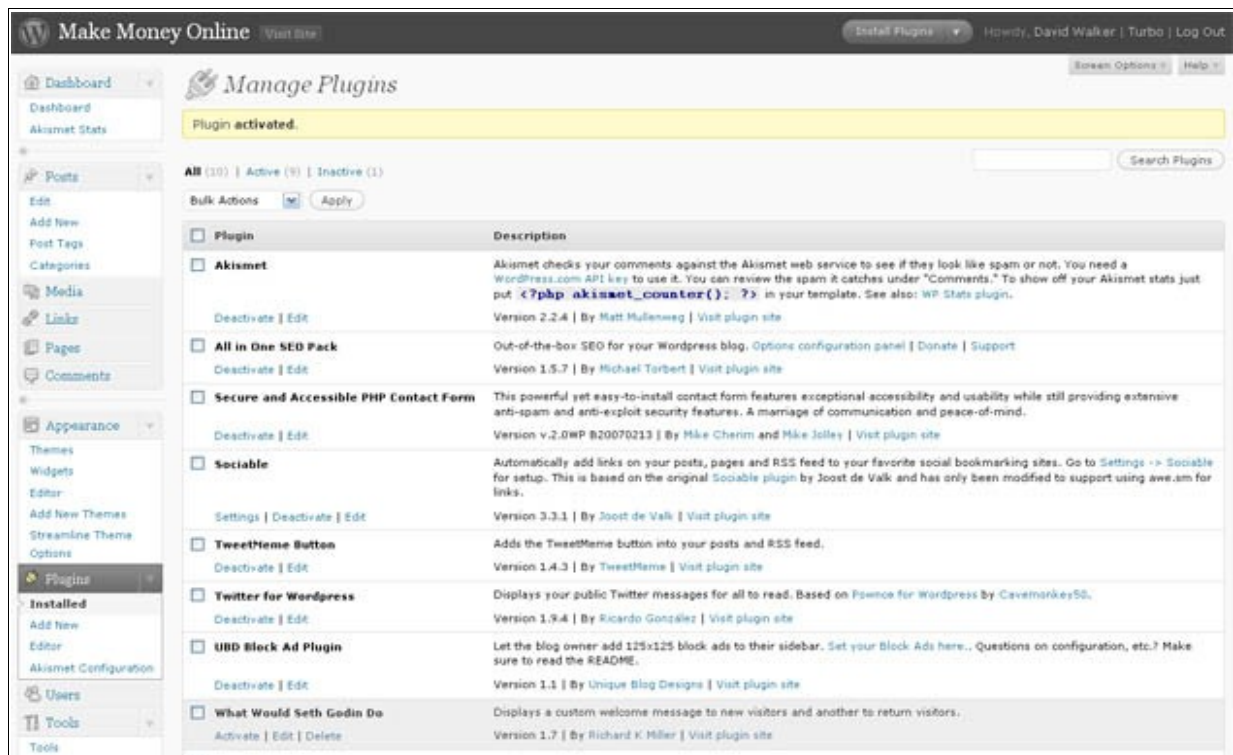 Make Money Online Visit Site
Install Plugins
Howdy, David Walker | Turbo | Log Out
Screen Options
Help
Dashboard
Dashboard
Akismet Stats
Posts
Edit
Add New
Post Tags
Categories
Media
Links
Pages
Comments
Appearance
Themes
Widgets
Editor
Add New Themes
Streamline Theme
Options
Plugins
Installed
Add New
Editor
Akismet Configuration
Users
Tools
Tools
Manage Plugins
Plugin activated.
Search Plugins
All (10) | Active (9) | Inactive (1)
Bulk Actions Apply
Plugin Description
Akismet
Akismet checks your comments against the Akismet web service to see if they look like spam or not. You need a
WordPress.com API key to use it. You can review the spam it catches under "Comments." To show off your Akismet stats just
put <?php akismet_counter(); ?> in your template. See also: WP Stats plugin.
Deactivate | Edit
Version 2.2.4 | By Matt Mullenweg | Visit plugin site
All in One SEO Pack
Out-of-the-box SEO for your Wordpress blog. Options configuration panel | Donate | Support
Deactivate | Edit
Version 1.5.7 | By Michael Torbert | Visit plugin site
Secure and Accessible PHP Contact Form
This powerful yet easy-to-install contact form features exceptional accessibility and usability while still providing extensive
anti-spam and anti-exploit security features. A marriage of communication and peace-of-mind.
Deactivate | Edit
Version v.2.0WP B20070213 | By Mike Cherim and Mike Jolley | Visit plugin site
Sociable
Automatically add links on your posts, pages and RSS feed to your favorite social bookmarking sites. Go to Settings -> Sociable
for setup. This is based on the original Sociable plugin by Joost de Valk and has only been modified to support using awe.sm for
links.
Settings | Deactivate | Edit
Version 3.3.1 | By Joost de Valk | Visit plugin site
TweetMeme Button
Adds the TweetMeme button into your posts and RSS feed.
Deactivate | Edit
Version 1.4.3 | By TweetMeme | Visit plugin site
Twitter for Wordpress
Displays your public Twitter messages for all to read. Based on Pownce for Wordpress by Cavemonkey50.
Deactivate | Edit
Version 1.9.4 | By Ricardo González | Visit plugin site
UBD Block Ad Plugin
Let the blog owner add 125x125 block ads to their sidebar. Set your Block Ads here.. Questions on configuration, etc.? Make
sure to read the README.
Deactivate | Edit
Version 1.1 | By Unique Blog Designs | Visit plugin site
What Would Seth Godin Do
Displays a custom welcome message to new visitors and another to return visitors.
Activate | Edit | Delete
Version 1.7 | By Richard K Miller | Visit plugin site